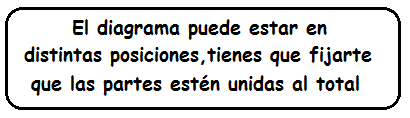 El diagrama puede estar en
distintas posiciones,tienes que fijarte
que las partes estén unidas al total